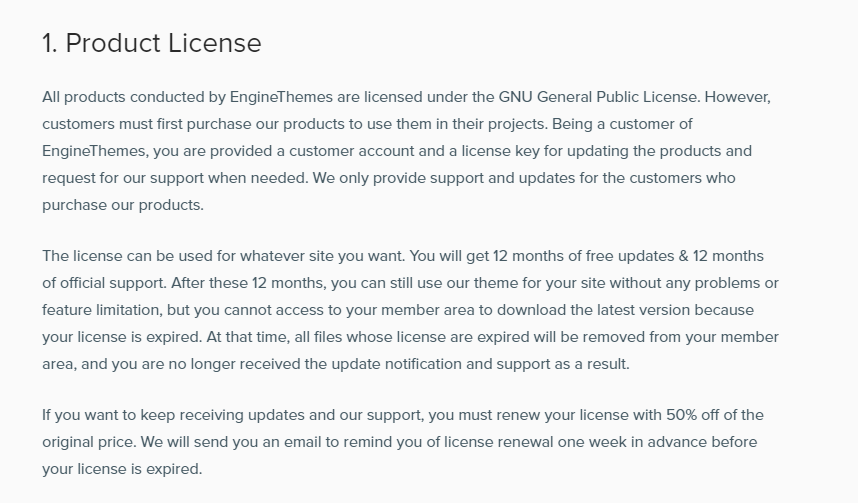 1. Product License
All products conducted by EngineThemes are licensed under the GNU General Public License. However,
customers must first purchase our products to use them in their projects. Being a customer of
EngineThemes, you are provided a customer account and a license key for updating the products and
request for our support when needed. We only provide support and updates for the customers who
purchase our products.
The license can be used for whatever site you want. You will get 12 months of free updates & 12 months
of official support. After these 12 months, you can still use our theme for your site without any problems or
feature limitation, but you cannot access to your member area to download the latest version because
your license is expired. At that time, all files whose license are expired will be removed from your member
area, and you are no longer received the update notification and support as a result.
If you want to keep receiving updates and our support, you must renew your license with 50% off of the
original price. We will send you an email to remind you of license renewal one week in advance before
your license is expired.